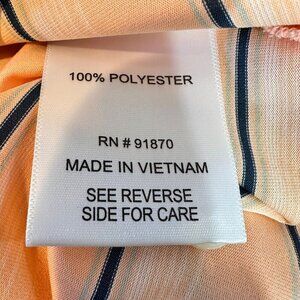 100% POLYESTER
RN # 91870
MADE IN VIETNAM
SEE REVERSE
SIDE FOR CARE